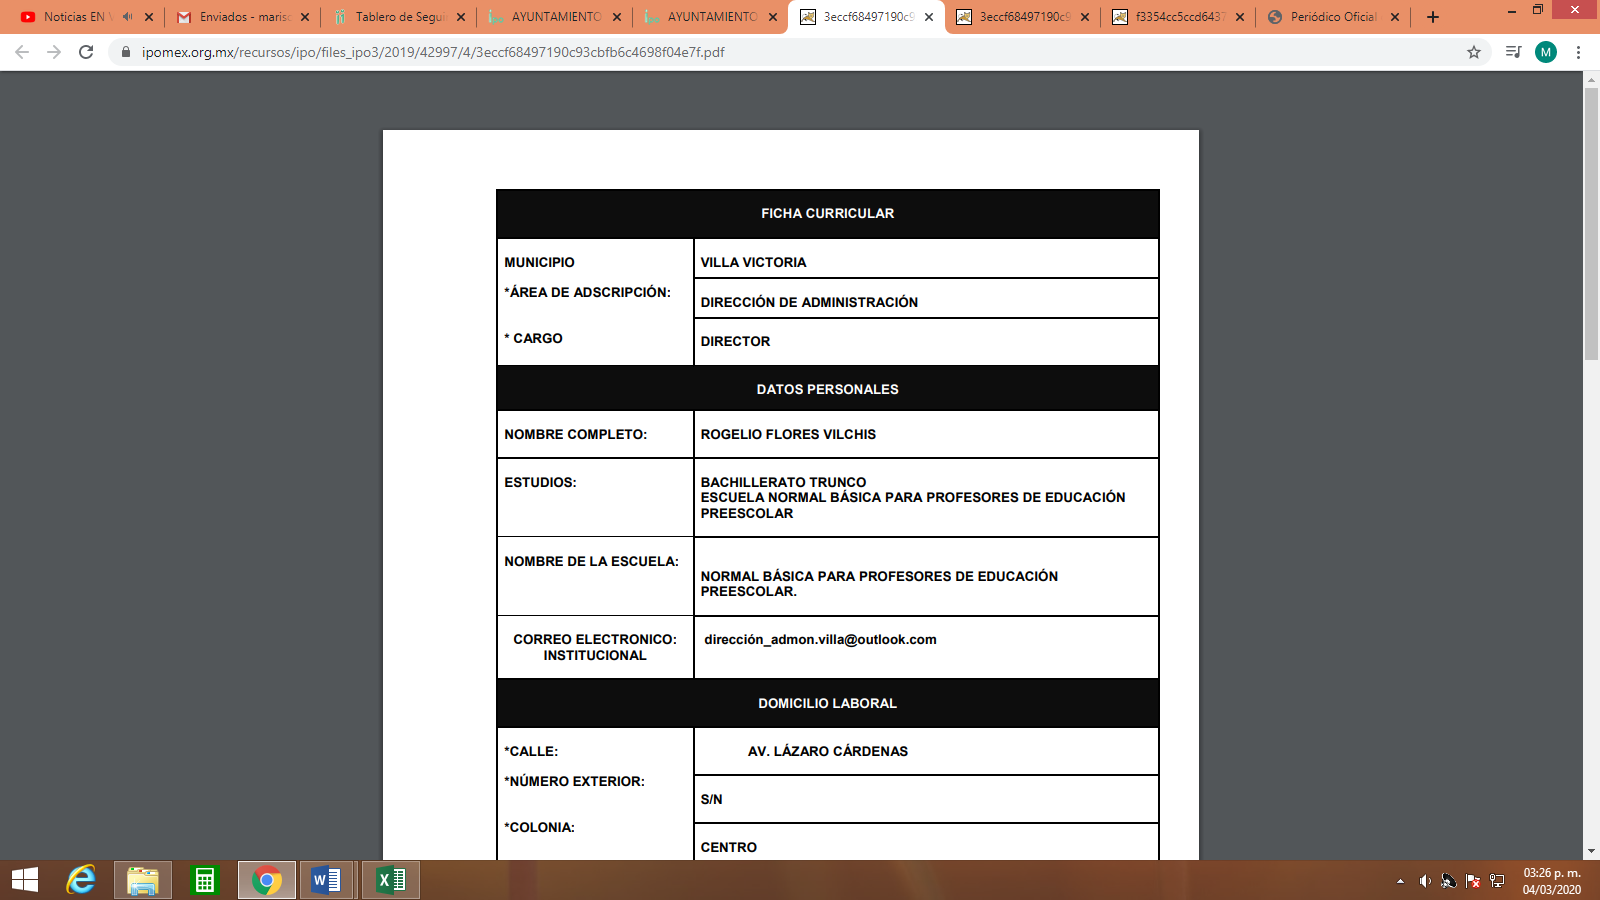 Noticias EN V
Enviados - marisc
Tablero de Segui
AYUNTAMIENTO
AYUNTAMIENTO
3eccf68497190c9
3eccf68497190c9
f3354cc5ccd6437
Periódico Oficial
ipomex.org.mx/recursos/ipo/files_ipo3/2019/42997/4/3eccf68497190c93cbfb6c4698f04e7f.pdf
M
FICHA CURRICULAR
MUNICIPIO
VILLA VICTORIA
*ÁREA DE ADSCRIPCIÓN:
DIRECCIÓN DE ADMINISTRACIÓN
* CARGO
DIRECTOR
DATOS PERSONALES
NOMBRE COMPLETO:
ROGELIO FLORES VILCHIS
ESTUDIOS:
BACHILLERATO TRUNCO
ESCUELA NORMAL BÁSICA PARA PROFESORES DE EDUCACIÓN
PREESCOLAR
NOMBRE DE LA ESCUELA:
NORMAL BÁSICA PARA PROFESORES DE EDUCACIÓN
PREESCOLAR.
CORREO ELECTRONICO:
INSTITUCIONAL
dirección_admon.villa@outlook.com
DOMICILIO LABORAL
*CALLE:
AV. LÁZARO CÁRDENAS
*NÚMERO EXTERIOR:
S/N
*COLONIA:
CENTRO
03:26 p. m.
04/03/2020